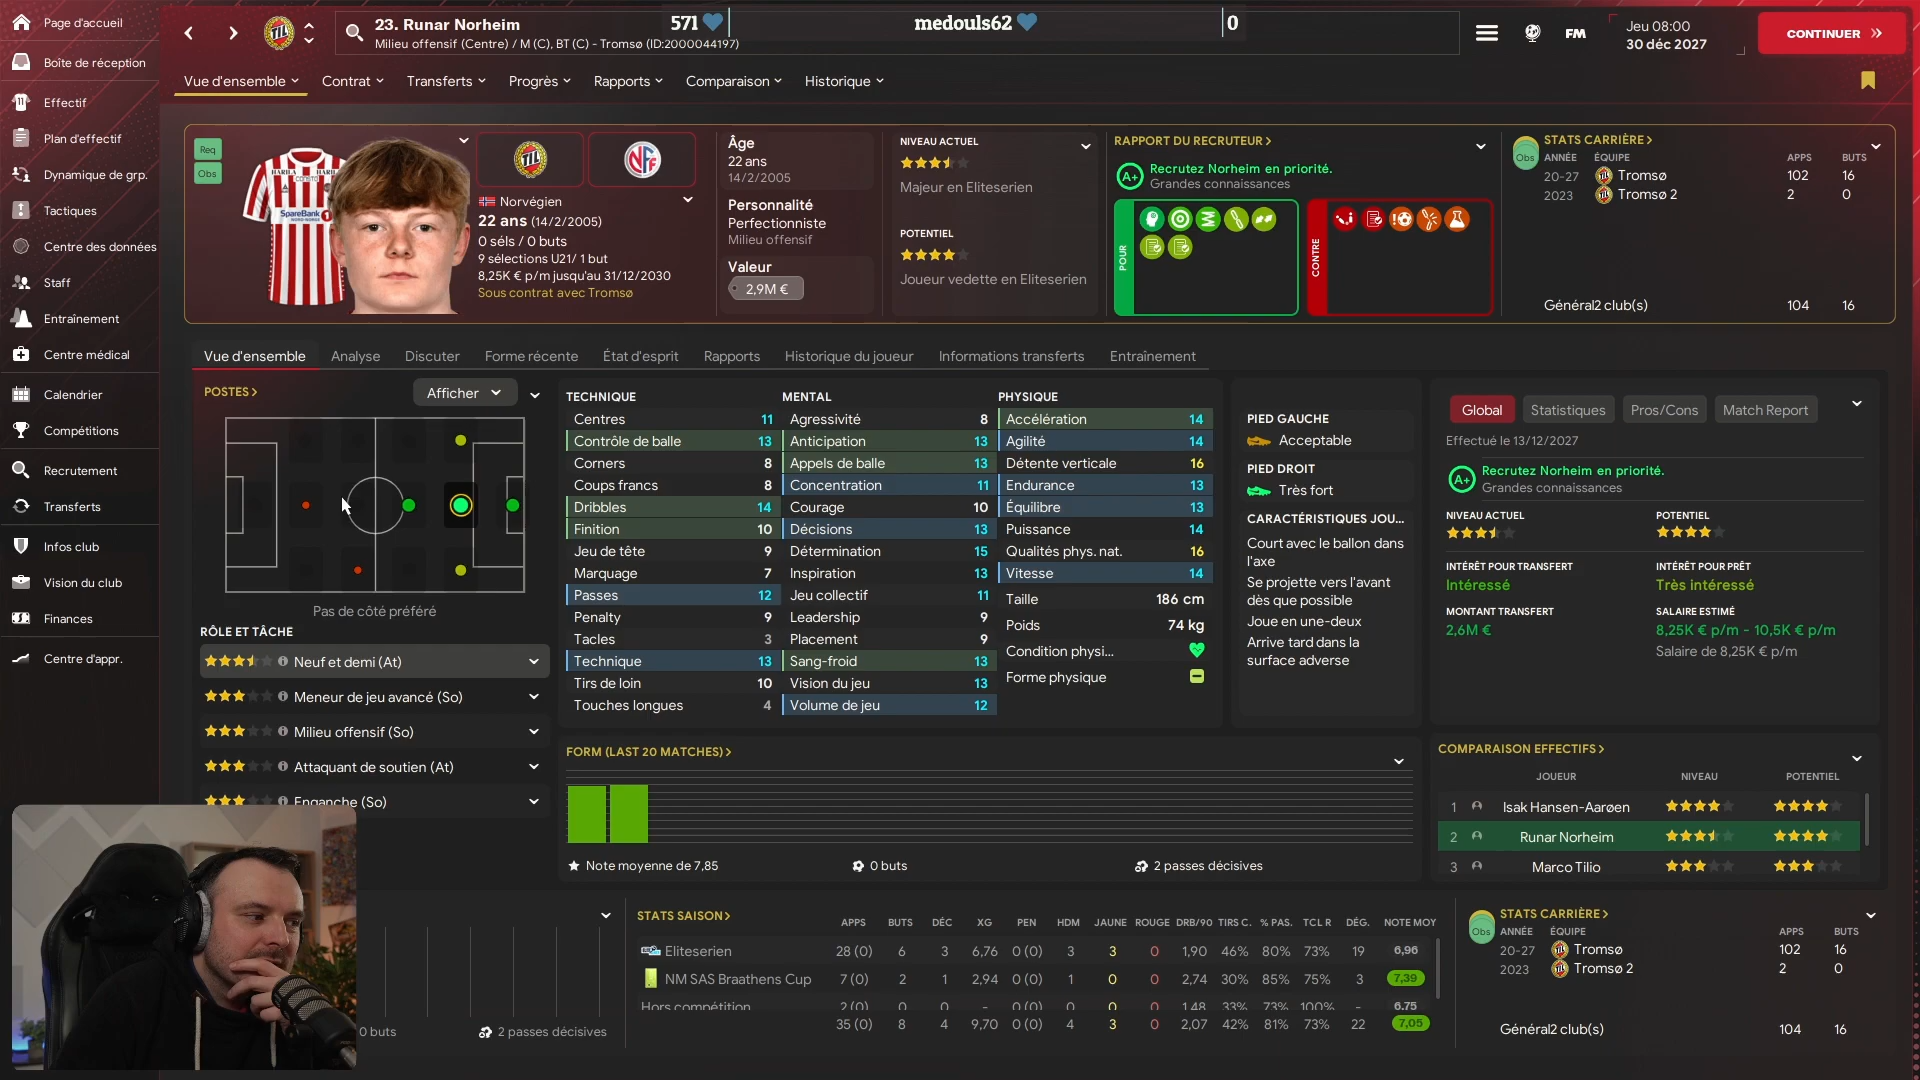 Page d'accueil
Boîte de réception
Effectif
Plan d'effectif
Dynamique de grp.
Tactiques
Centre des données
Staff
Entraînement
Centre médical
Calendrier
Compétitions
Recrutement
Transferts
Infos club
Vision du club
Finances
Centre d'appr.
23. Runar Norheim
Milieu offensif (Centre) / M (C), BT (C) - Tromsø (ID:2000044197)
571 medouls62 0
FM
Jeu 08:00
30 déc 2027
CONTINUER
Vue d'ensemble Contrat Transferts Progrès Rapports Comparaison Historique
Req
Obs
SpareBank 1
TIL
NFF
Norvégien
22 ans (14/2/2005)
0 séls / 0 buts
9 sélections U21/ 1 but
8,25K € p/m jusqu'au 31/12/2030
Sous contrat avec Tromsø
Âge
22 ans
14/2/2005
Personnalité
Perfectionniste
Milieu offensif
Valeur
2,9M €
NIVEAU ACTUEL
Majeur en Eliteserien
POTENTIEL
Joueur vedette en Eliteserien
RAPPORT DU RECRUTEUR
A+ Recrutez Norheim en priorité.
Grandes connaissances
POUR
CONTRE
Obs
STATS CARRIÈRE
ANNÉE ÉQUIPE APPS BUTS
20-27 Tromsø 102 16
2023 Tromsø 2 2 0
Général2 club(s) 104 16
Vue d'ensemble Analyse Discuter Forme récente État d'esprit Rapports Historique du joueur Informations transferts Entraînement
POSTES
Afficher
Pas de côté préféré
RÔLE ET TÂCHE
Neuf et demi (At)
Meneur de jeu avancé (So)
Milieu offensif (So)
Attaquant de soutien (At)
Enganche (So)
TECHNIQUE
Centres 11
Contrôle de balle 13
Corners 8
Coups francs 8
Dribbles 14
Finition 10
Jeu de tête 9
Marquage 7
Passes 12
Penalty 9
Tacles 3
Technique 13
Tirs de loin 10
Touches longues 4
MENTAL
Agressivité 8
Anticipation 13
Appels de balle 13
Concentration 11
Courage 10
Décisions 13
Détermination 15
Inspiration 13
Jeu collectif 11
Leadership 9
Placement 9
Sang-froid 13
Vision du jeu 13
Volume de jeu 12
PHYSIQUE
Accélération 14
Agilité 14
Détente verticale 16
Endurance 13
Équilibre 13
Puissance 14
Qualités phys. nat. 16
Vitesse 14
Taille 186 cm
Poids 74 kg
Condition physi...
Forme physique
PIED GAUCHE
Acceptable
PIED DROIT
Très fort
CARACTÉRISTIQUES JOU...
Court avec le ballon dans
l'axe
Se projette vers l'avant
dès que possible
Joue en une-deux
Arrive tard dans la
surface adverse
Global Statistiques Pros/Cons Match Report
Effectué le 13/12/2027
A+ Recrutez Norheim en priorité.
Grandes connaissances
NIVEAU ACTUEL POTENTIEL
INTÉRÊT POUR TRANSFERT INTÉRÊT POUR PRÊT
Intéressé Très intéressé
MONTANT TRANSFERT SALAIRE ESTIMÉ
2,6M € 8,25K € p/m - 10,5K € p/m
Salaire de 8,25K € p/m
FORM (LAST 20 MATCHES)
Note moyenne de 7,85 0 buts 2 passes décisives
COMPARAISON EFFECTIFS
JOUEUR NIVEAU POTENTIEL
1 Isak Hansen-Aarøen
2 Runar Norheim
3 Marco Tilio
0 buts 2 passes décisives
STATS SAISON
APPS BUTS DÉC XG PEN HDM JAUNE ROUGE DRB/90 TIRS C. % PAS. TCL R DÉG. NOTE MOY
Eliteserien 28 (0) 6 3 6,76 0 (0) 3 3 0 1,90 46% 80% 73% 19 6,96
NM SAS Braathens Cup 7 (0) 2 1 2,94 0 (0) 1 0 0 2,74 30% 85% 75% 3 7,39
Hors compétition 2 (0) 0 0 - 0 (0) 0 0 0 1,48 33% 73% 100% - 6,75
35 (0) 8 4 9,70 0 (0) 4 3 0 2,07 42% 81% 73% 22 7,05
Obs
STATS CARRIÈRE
ANNÉE ÉQUIPE APPS BUTS
20-27 Tromsø 102 16
2023 Tromsø 2 2 0
Général2 club(s) 104 16